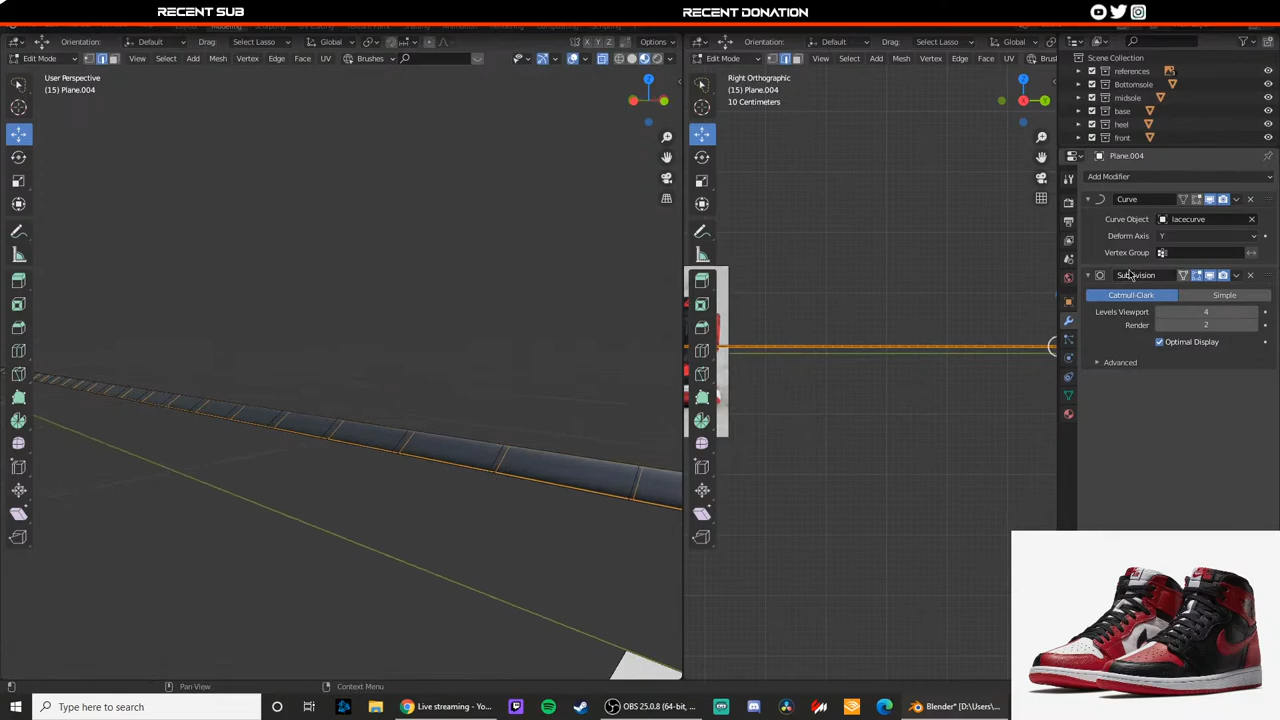 RECENT SUB
RECENT DONATION
Orientation: Default Drag: Select Lasso Global X Y Z Options
Orientation: Default Drag: Select Lasso Global
Edit Mode View Select Add Mesh Vertex Edge Face UV Brushes
Edit Mode View Select Add Mesh Vertex Edge Face UV Brus
User Perspective
(15) Plane.004
Z
Right Orthographic
(15) Plane.004
10 Centimeters
Z
X
Y
Scene Collection
references
Bottomsole
midsole
base
heel
front
Plane.004
Add Modifier
Curve
Curve Object lacecurve
Deform Axis Y
Vertex Group
Subdivision
Catmull-Clark Simple
Levels Viewport 4
Render 2
Optimal Display
Advanced
Pan View
Context Menu
Type here to search
Live streaming - ...
OBS 25.0.8 (64-bit, ...
Blender* [D:\Users\...